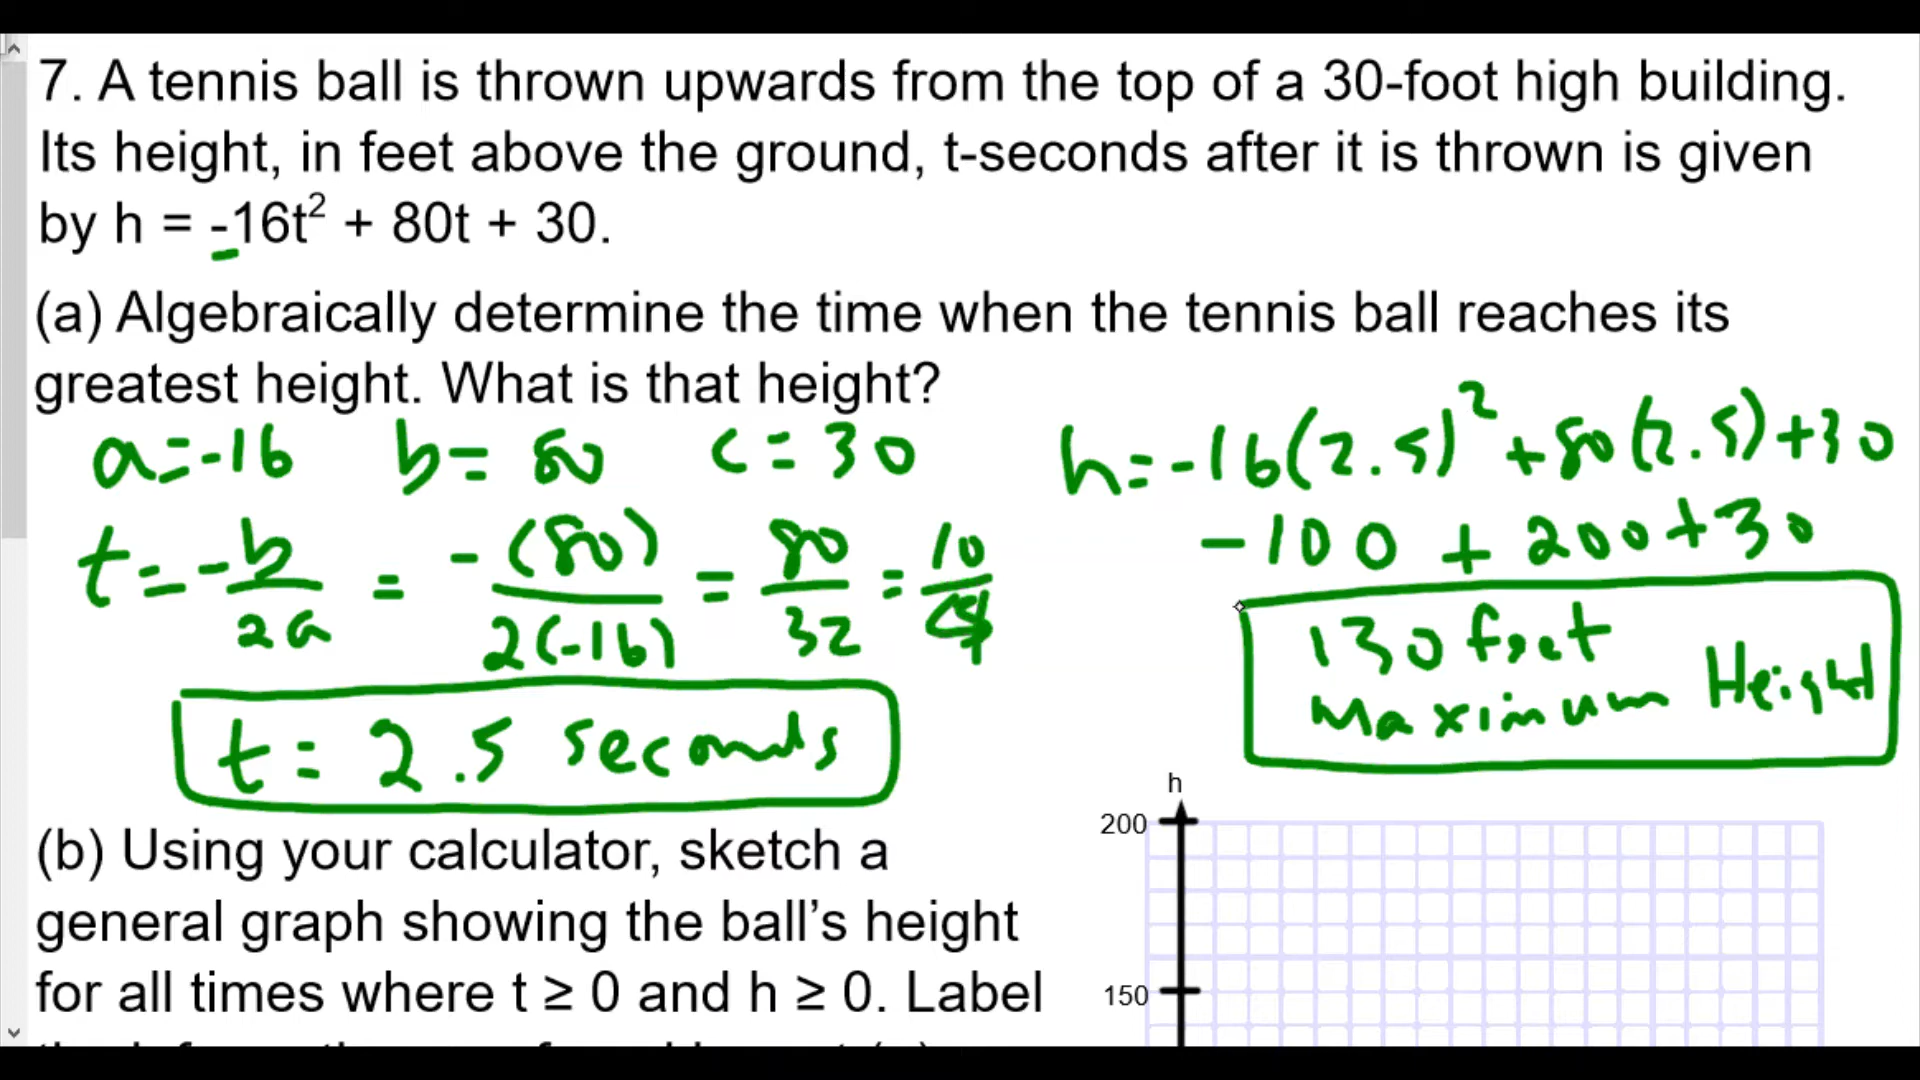 7. A tennis ball is thrown upwards from the top of a 30-foot high building.
Its height, in feet above the ground, t-seconds after it is thrown is given
by h = -16t² + 80t + 30.
(a) Algebraically determine the time when the tennis ball reaches its
greatest height. What is that height?
a=-16 b=80 c=30
t=-b/2a = -(80)/2(-16) = 80/32 = 10/4
t= 2.5 seconds
h=-16(2.5)²+80(2.5)+30
-100 + 200+30
130 feet
Maximum Height
(b) Using your calculator, sketch a
general graph showing the ball's height
for all times where t ≥ 0 and h ≥ 0. Label
h
200
150